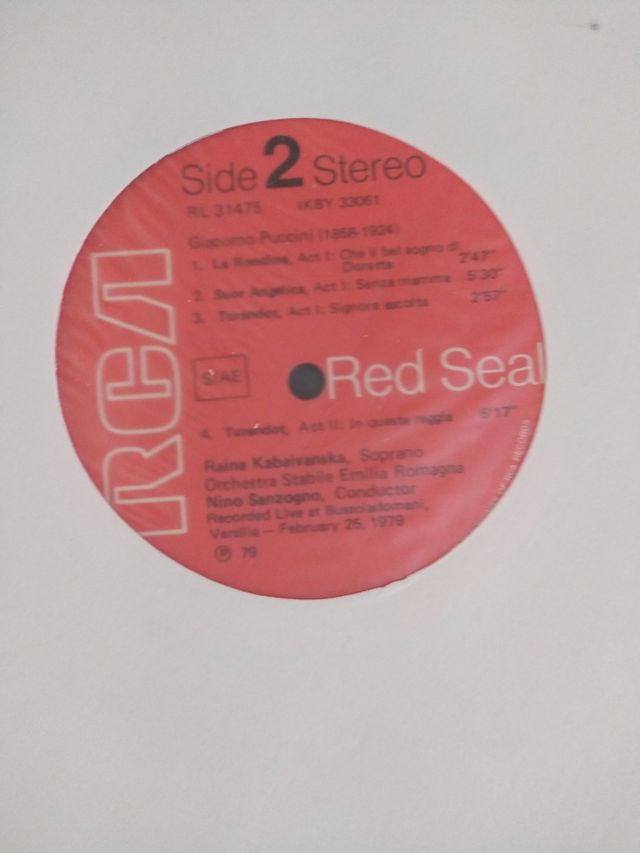 Side 2 Stereo
RL 31475 IKBY 33061
Giacomo Puccini (1858-1924)
1. La Rondine, Act I: Che il bel sogno di
Doretta 2'47"
2. Suor Angelica, Act I: Senza mamma 5'30"
3. Turandot, Act I: Signore ascolta 2'57"
RCA
SIAE
Red Seal
4. Turandot, Act II: In questa reggia 6'17"
Raina Kabaivanska, Soprano
Orchestra Stabile Emilia Romagna
Nino Sanzogno, Conductor
Recorded Live at Bussoladomani,
Versilia – February 25, 1979
℗ 79
RECORDS